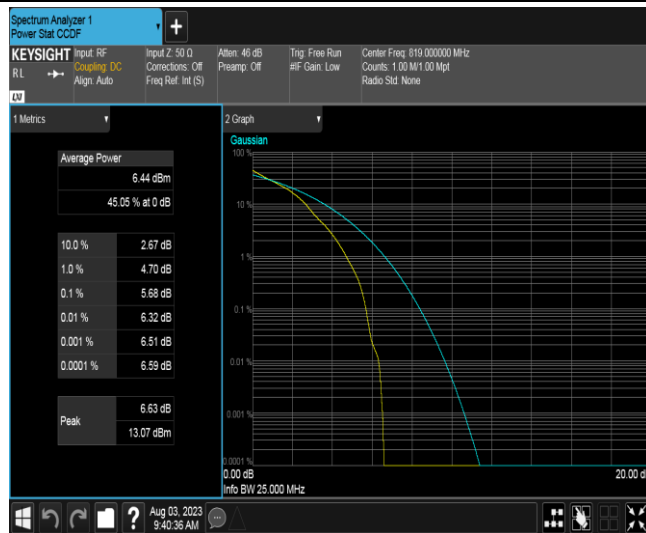 Spectrum Analyzer 1
Power Stat CCDF
+
KEYSIGHT
RL
Input: RF
Coupling: DC
Align: Auto
Input Z: 50 Ω
Corrections: Off
Freq Ref: Int (S)
Atten: 46 dB
Preamp: Off
Trig: Free Run
#IF Gain: Low
Center Freq: 819.000000 MHz
Counts: 1.00 M/1.00 Mpt
Radio Std: None
1 Metrics
Average Power
6.44 dBm
45.05 % at 0 dB
10.0 % 2.67 dB
1.0 % 4.70 dB
0.1 % 5.68 dB
0.01 % 6.32 dB
0.001 % 6.51 dB
0.0001 % 6.59 dB
Peak
6.63 dB
13.07 dBm
2 Graph
Gaussian
100 %
10 %
1 %
0.1 %
0.01 %
0.001 %
0.0001 %
0.00 dB
20.00 d
Info BW 25.000 MHz
?
Aug 03, 2023
9:40:36 AM